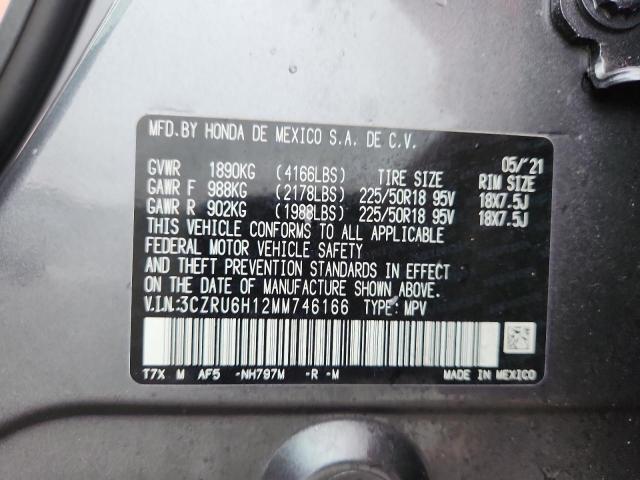 MFD.BY HONDA DE MEXICO S.A. DE C.V.
05/'21
GVWR 1890KG (4166LBS) TIRE SIZE RIM SIZE
GAWR F 988KG (2178LBS) 225/50R18 95V 18X7.5J
GAWR R 902KG (1988LBS) 225/50R18 95V 18X7.5J
THIS VEHICLE CONFORMS TO ALL APPLICABLE
FEDERAL MOTOR VEHICLE SAFETY
AND THEFT PREVENTION STANDARDS IN EFFECT
ON THE DATE OF MANUFACTURE SHOWN ABOVE.
V.I.N.:3CZRU6H12MM746166 TYPE: MPV
T7X M AF5 -NH797M -R -M MADE IN MEXICO